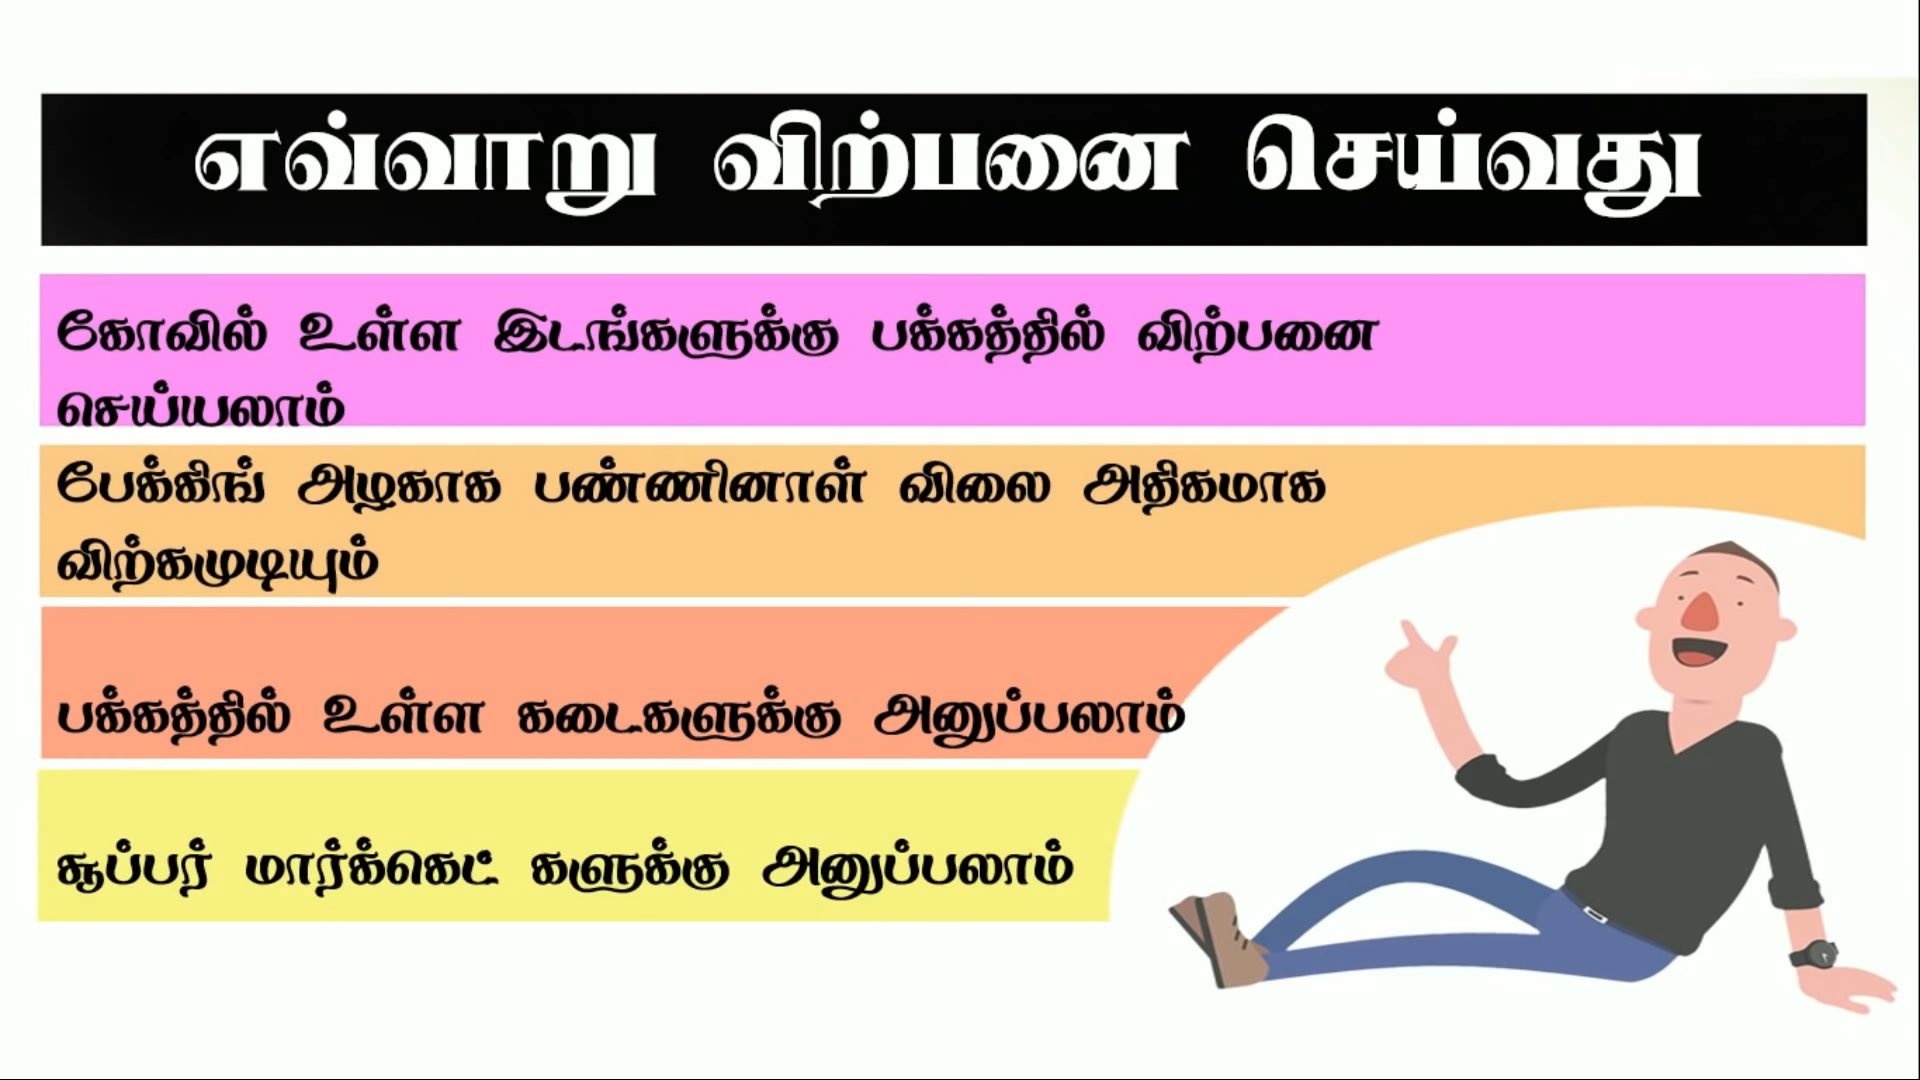 எவ்வாறு விற்பனை செய்வது
கோவில் உள்ள இடங்களுக்கு பக்கத்தில் விற்பனை
செய்யலாம்
பேக்கிங் அழகாக பண்ணினாள் விலை அதிகமாக
விற்கமுடியும்
பக்கத்தில் உள்ள கடைகளுக்கு அனுப்பலாம்
சூப்பர் மார்க்கெட் களுக்கு அனுப்பலாம்